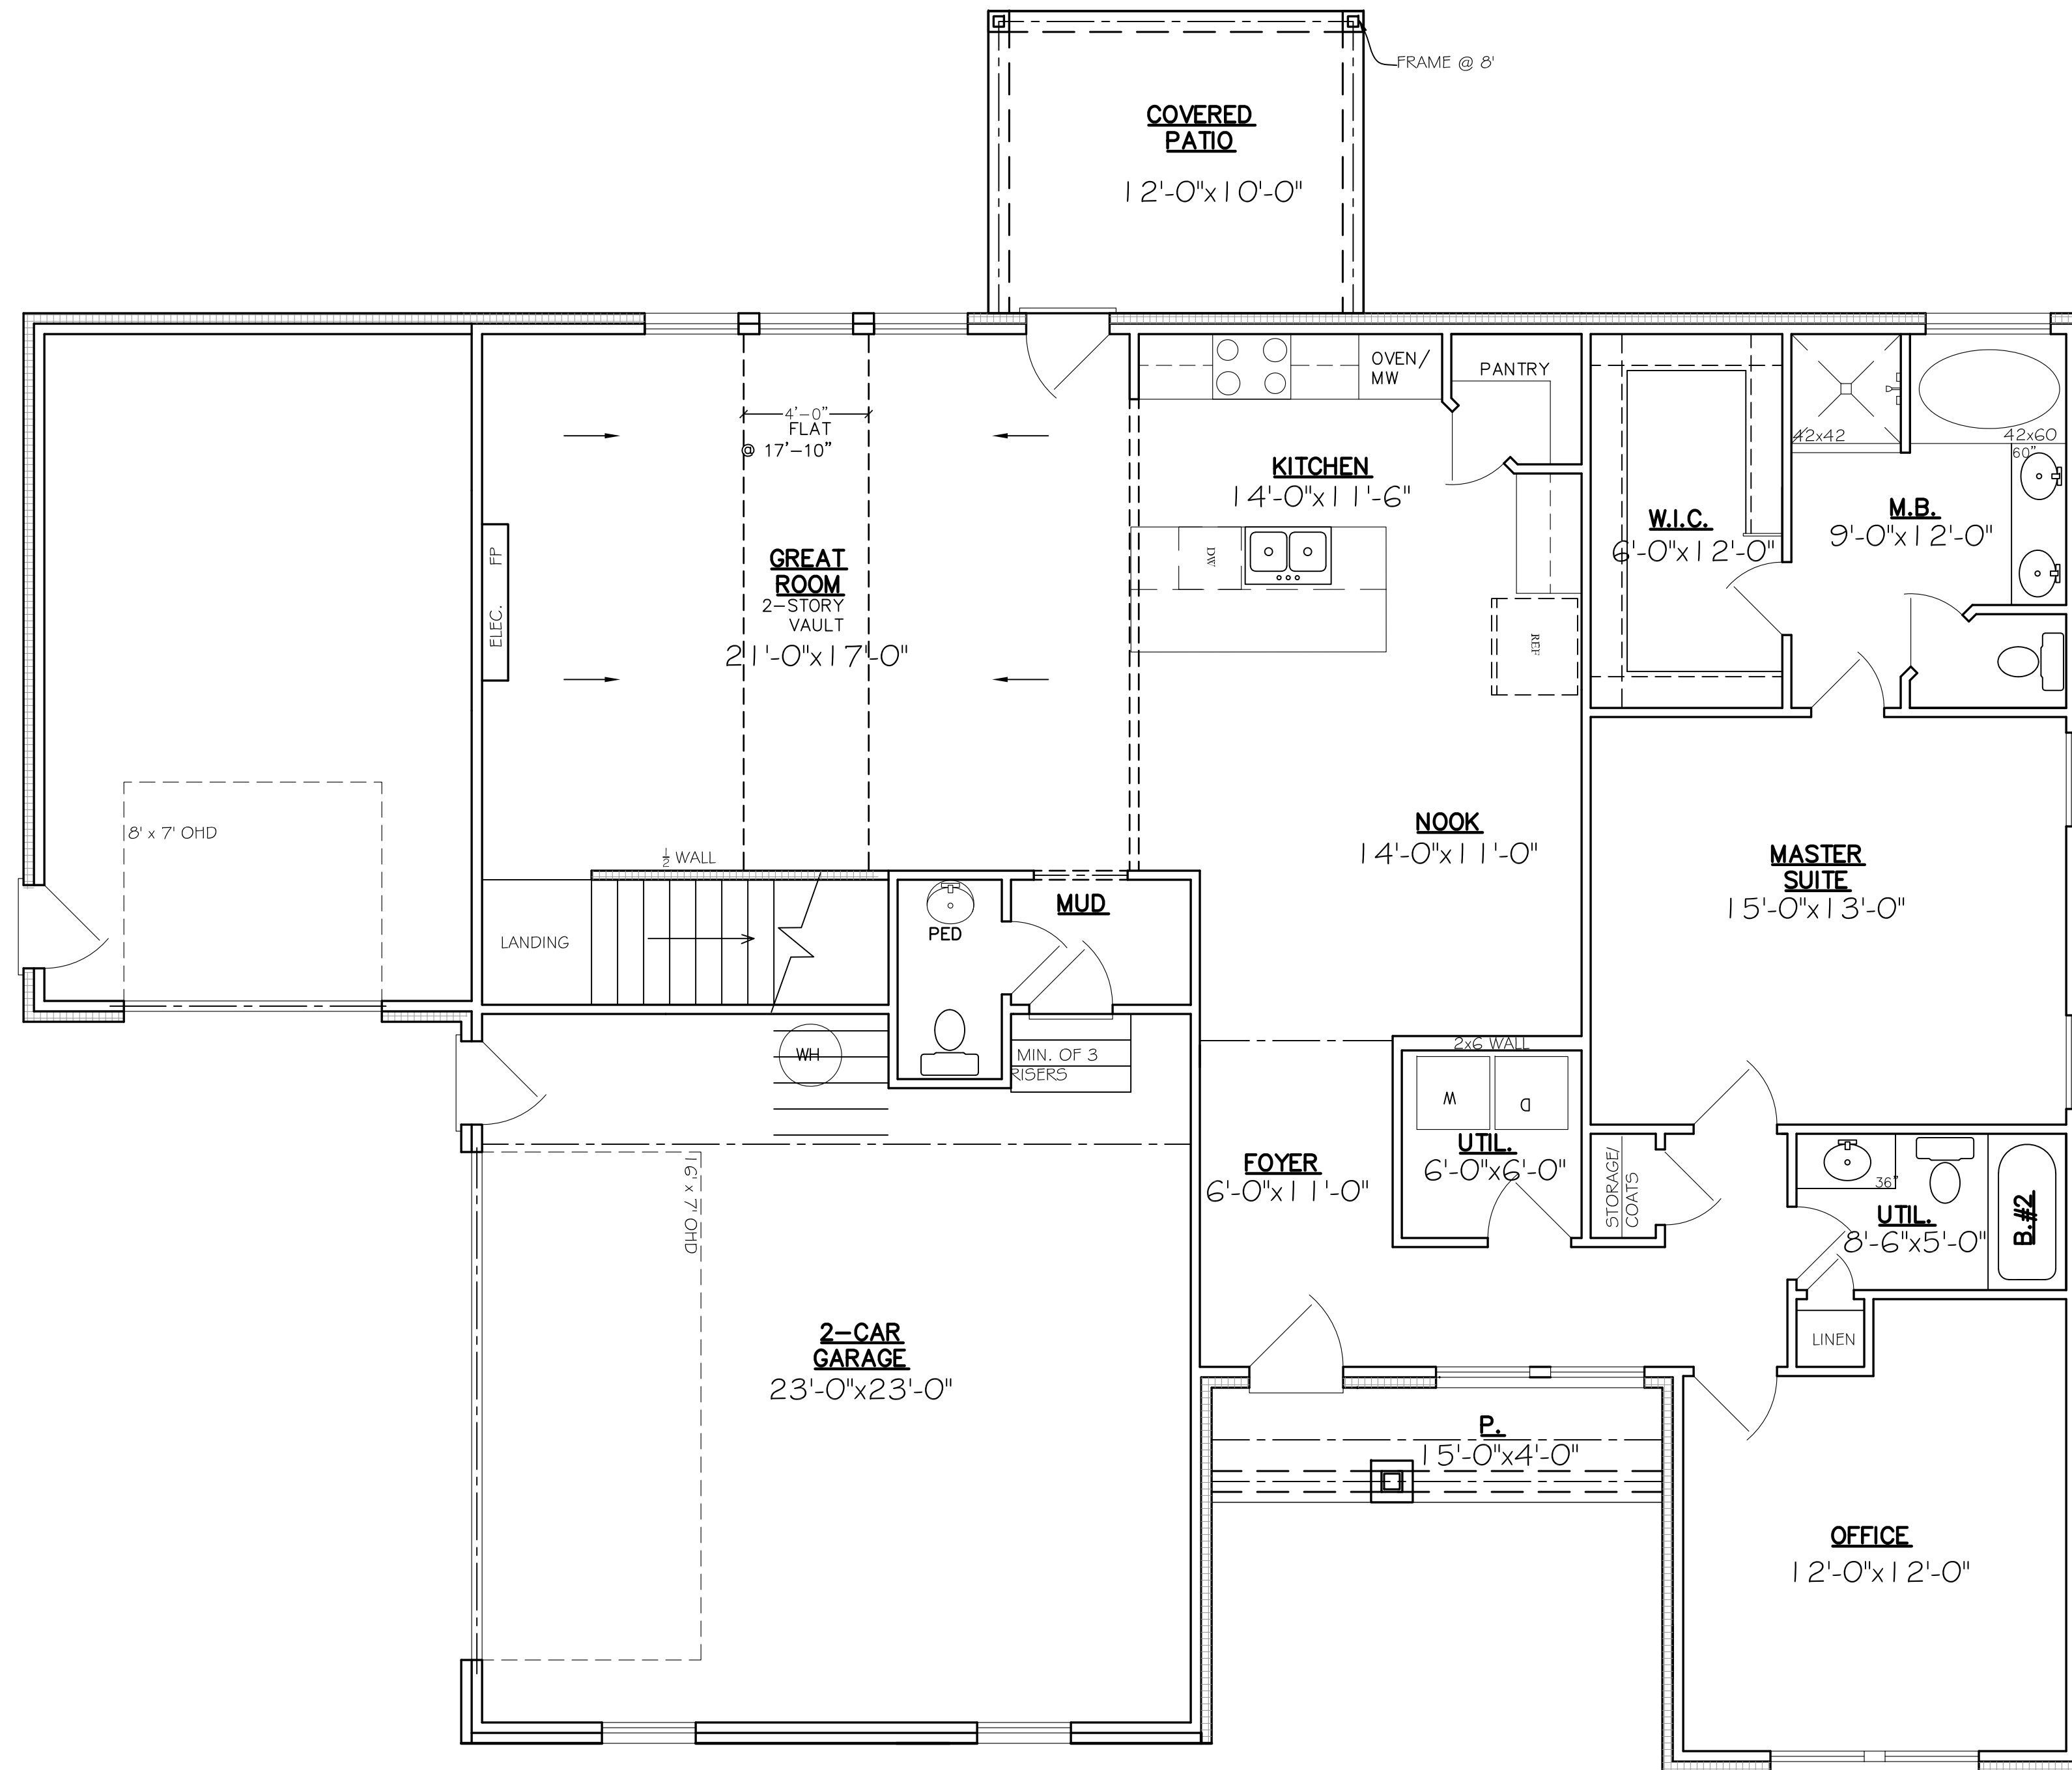 FRAME @ 8'
COVERED
PATIO
12'-0"x10'-0"
OVEN/
MW
PANTRY
4'-0"
FLAT
@ 17'-10"
42x42
42x60
60"
KITCHEN
14'-0"x11'-6"
W.I.C.
6'-0"x12'-0"
M.B.
9'-0"x12'-0"
ELEC. FP
GREAT
ROOM
2-STORY
VAULT
21'-0"x17'-0"
DW
REF
8' x 7' OHD
½ WALL
NOOK
14'-0"x11'-0"
MASTER
SUITE
15'-0"x13'-0"
LANDING
PED
MUD
WH
MIN. OF 3
RISERS
2x6 WALL
W
D
UTIL.
6'-0"x6'-0"
FOYER
6'-0"x11'-0"
STORAGE/
COATS
36"
UTIL.
8'-6"x5'-0"
B.#2
16' x 7' OHD
LINEN
2-CAR
GARAGE
23'-0"x23'-0"
P.
15'-0"x4'-0"
OFFICE
12'-0"x12'-0"